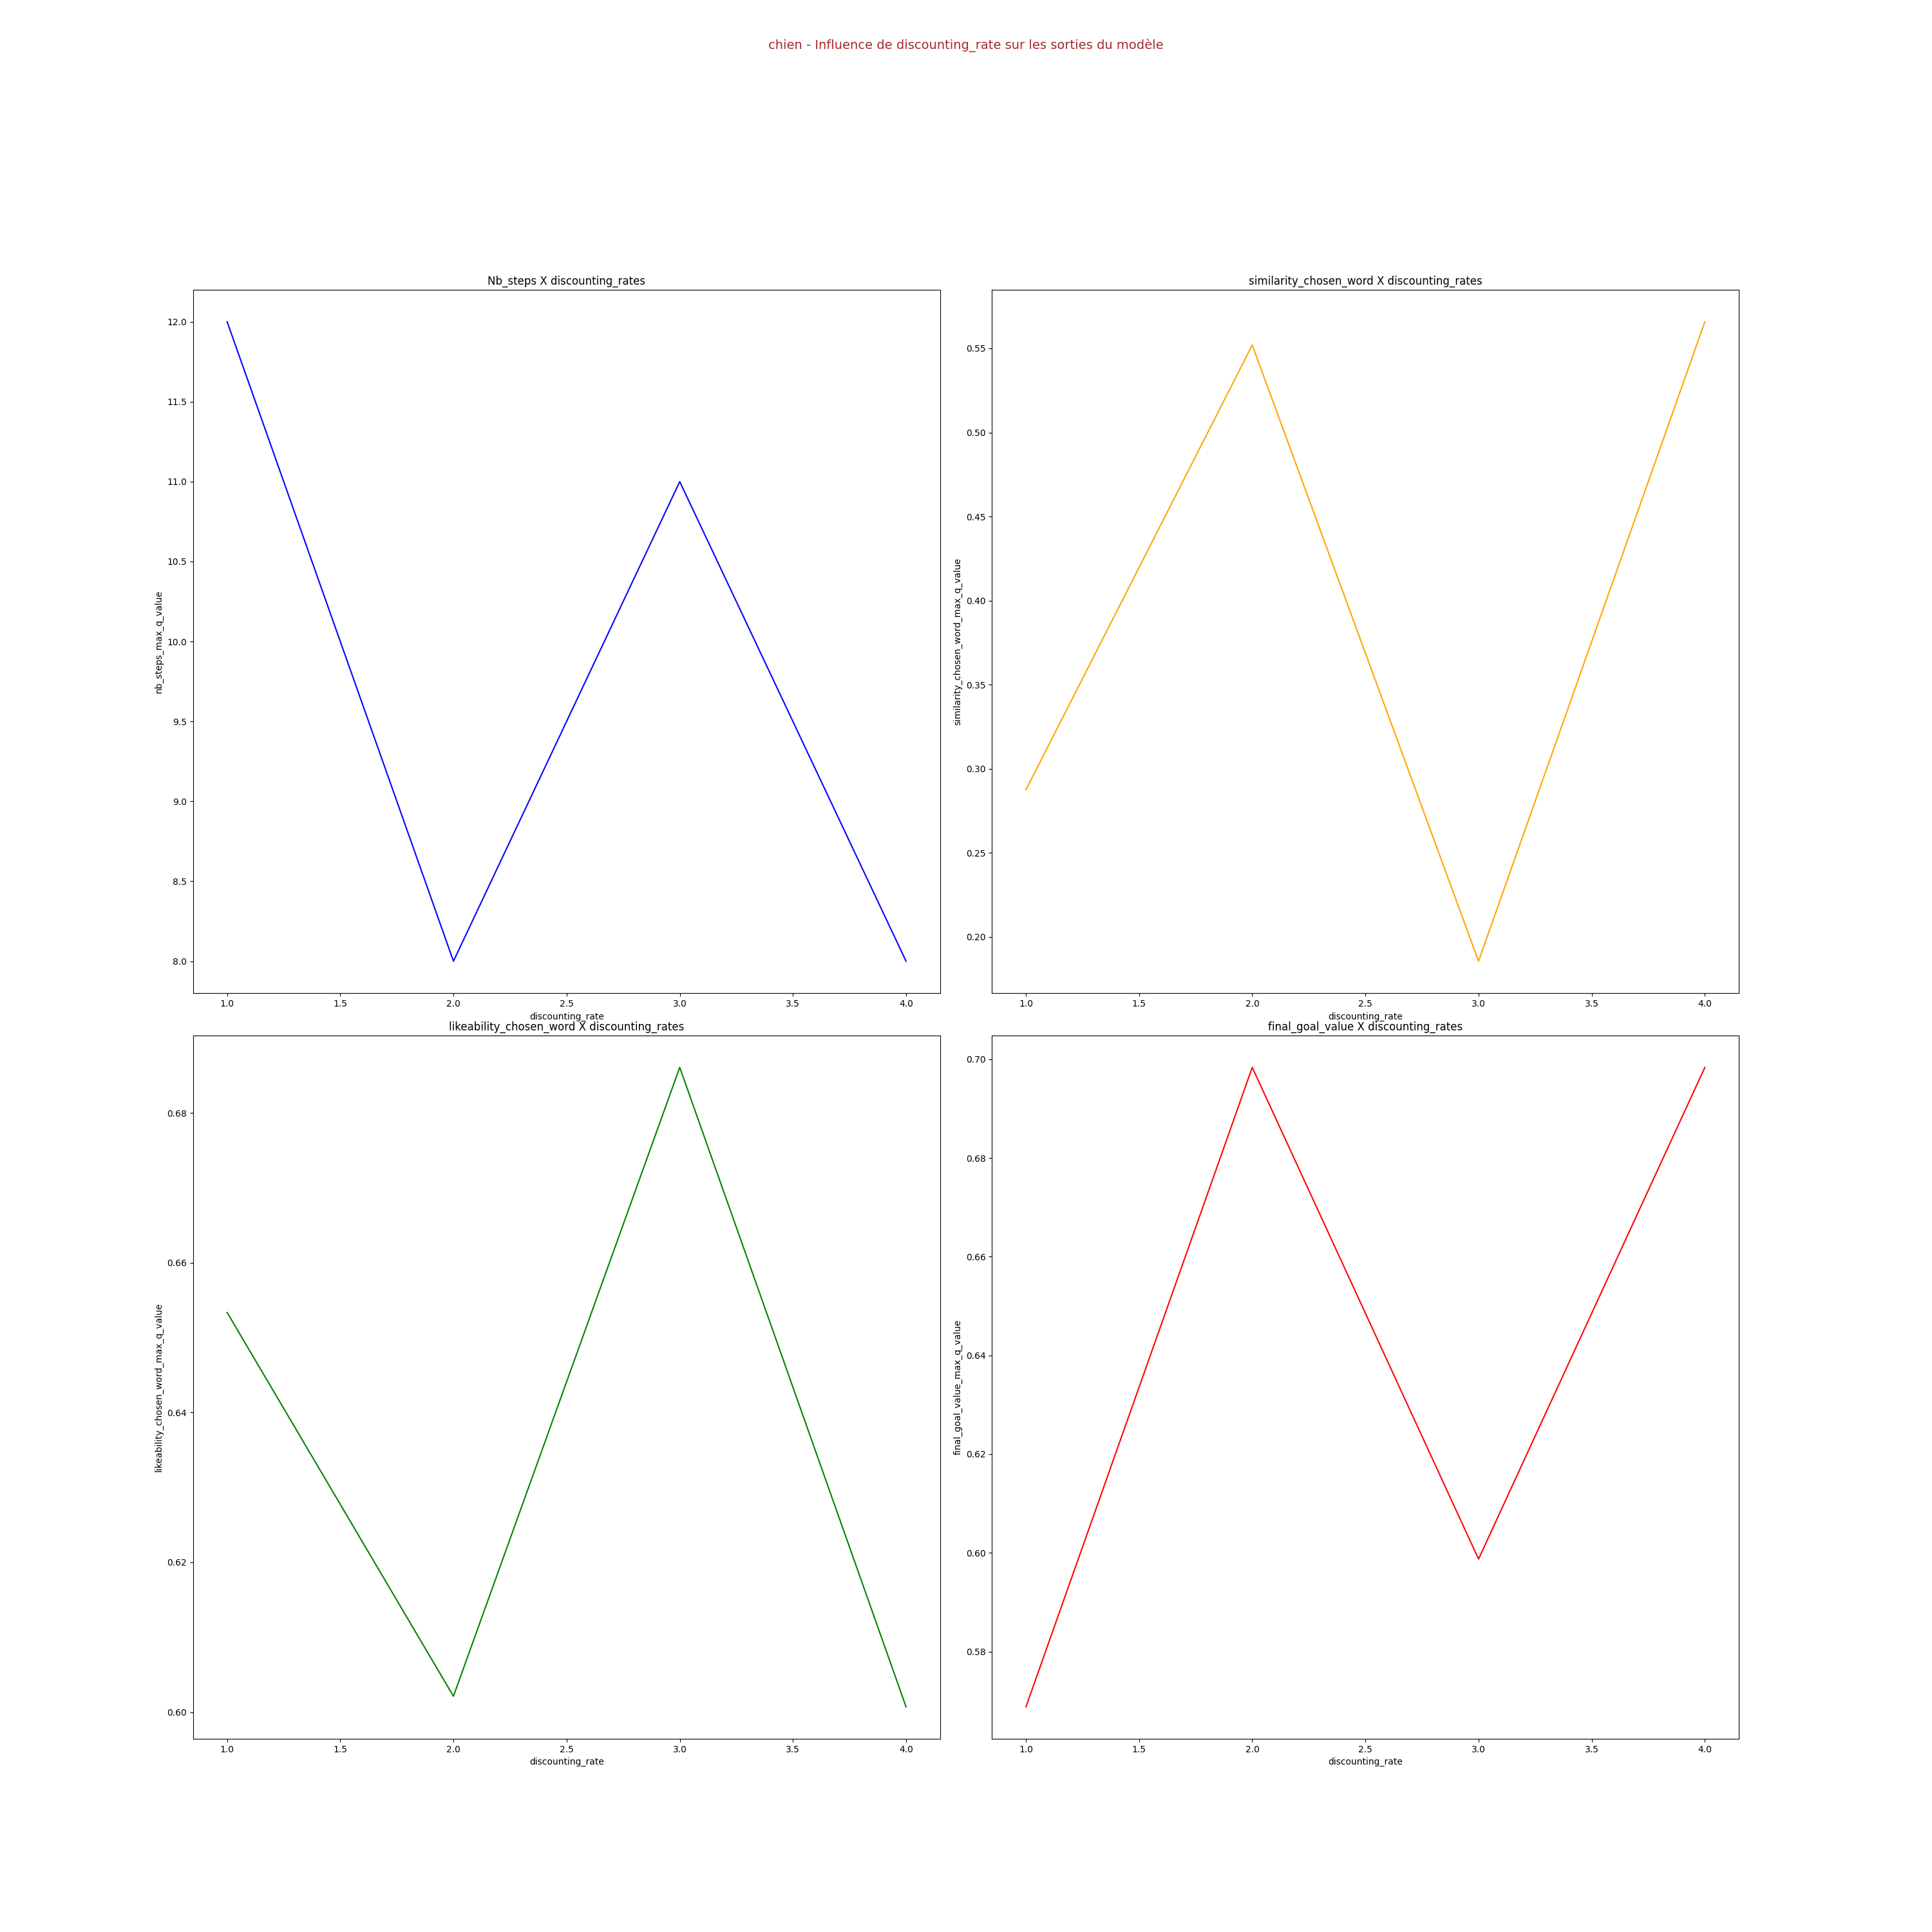 chien - Influence de discounting_rate sur les sorties du modèle
Nb_steps X discounting_rates
12.0
11.5
11.0
10.5
10.0
9.5
9.0
8.5
8.0
nb_steps_max_q_value
1.0 1.5 2.0 2.5 3.0 3.5 4.0
discounting_rate
similarity_chosen_word X discounting_rates
0.55
0.50
0.45
0.40
0.35
0.30
0.25
0.20
similarity_chosen_word_max_q_value
1.0 1.5 2.0 2.5 3.0 3.5 4.0
discounting_rate
likeability_chosen_word X discounting_rates
0.68
0.66
0.64
0.62
0.60
likeability_chosen_word_max_q_value
1.0 1.5 2.0 2.5 3.0 3.5 4.0
discounting_rate
final_goal_value X discounting_rates
0.70
0.68
0.66
0.64
0.62
0.60
0.58
final_goal_value_max_q_value
1.0 1.5 2.0 2.5 3.0 3.5 4.0
discounting_rate